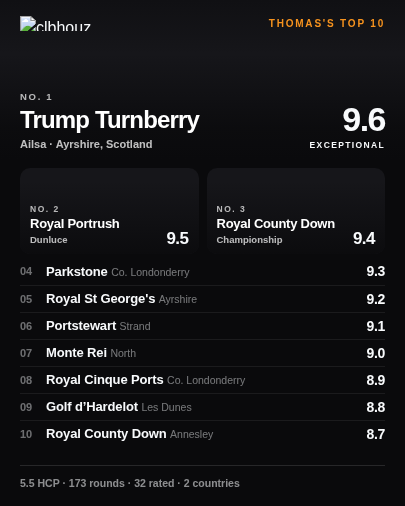 clbhouz
THOMAS'S TOP 10
NO. 1
Trump Turnberry
9.6
Ailsa · Ayrshire, Scotland
EXCEPTIONAL
NO. 2
Royal Portrush
Dunluce
9.5
NO. 3
Royal County Down
Championship
9.4
04 Parkstone Co. Londonderry 9.3
05 Royal St George's Ayrshire 9.2
06 Portstewart Strand 9.1
07 Monte Rei North 9.0
08 Royal Cinque Ports Co. Londonderry 8.9
09 Golf d’Hardelot Les Dunes 8.8
10 Royal County Down Annesley 8.7
5.5 HCP · 173 rounds · 32 rated · 2 countries